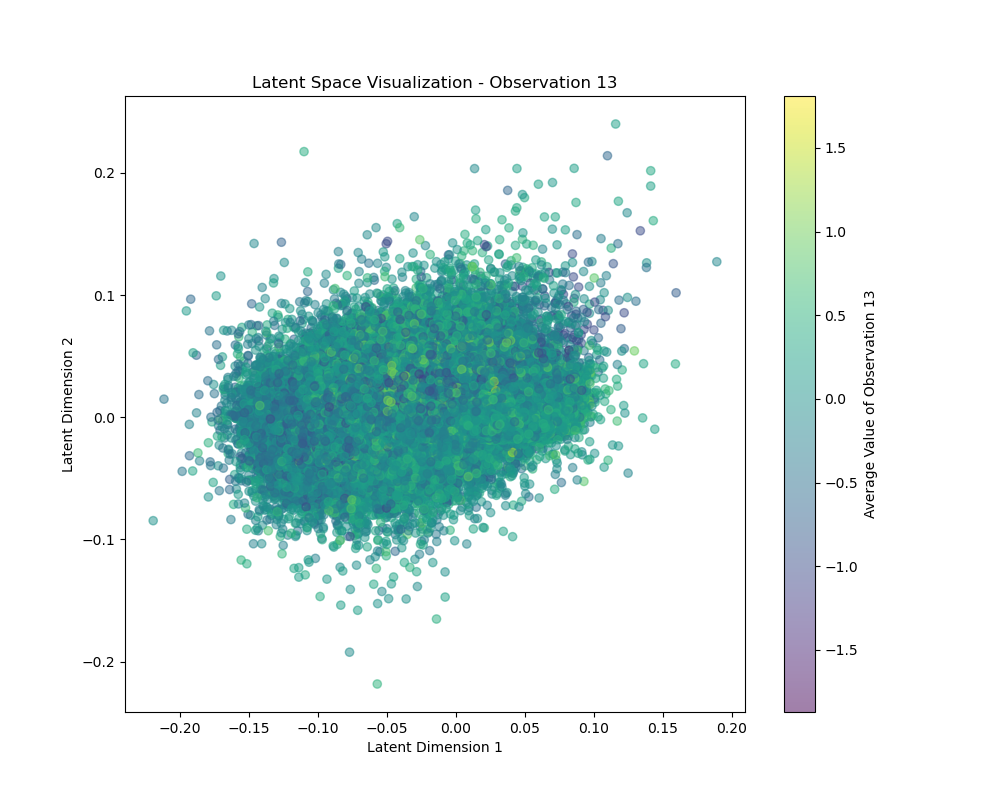 Latent Space Visualization - Observation 13
Latent Dimension 2
0.2
0.1
0.0
−0.1
−0.2
−0.20 −0.15 −0.10 −0.05 0.00 0.05 0.10 0.15 0.20
Latent Dimension 1
1.5
1.0
0.5
0.0
−0.5
−1.0
−1.5
Average Value of Observation 13